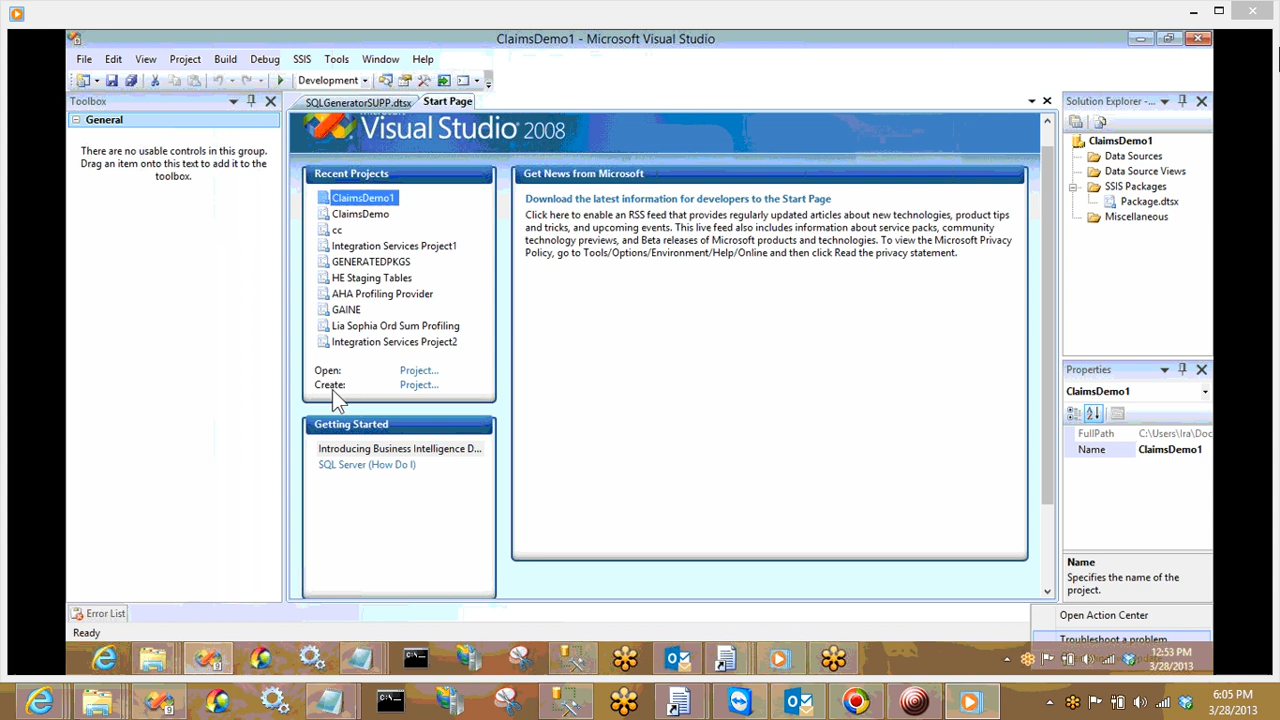 ClaimsDemo1 - Microsoft Visual Studio
File Edit View Project Build Debug SSIS Tools Window Help
Development
Toolbox
General
There are no usable controls in this group.
Drag an item onto this text to add it to the
toolbox.
SQLGeneratorSUPP.dtsx Start Page
Microsoft
Visual Studio 2008
Recent Projects
ClaimsDemo1
ClaimsDemo
cc
Integration Services Project1
GENERATEDPKGS
HE Staging Tables
AHA Profiling Provider
GAINE
Lia Sophia Ord Sum Profiling
Integration Services Project2
Open: Project...
Create: Project...
Getting Started
Introducing Business Intelligence D...
SQL Server (How Do I)
Get News from Microsoft
Download the latest information for developers to the Start Page
Click here to enable an RSS feed that provides regularly updated articles about new technologies, product tips
and tricks, and upcoming events. This live feed also includes information about service packs, community
technology previews, and Beta releases of Microsoft products and technologies. To view the Microsoft Privacy
Policy, go to Tools/Options/Environment/Help/Online and then click Read the privacy statement.
Solution Explorer -...
ClaimsDemo1
Data Sources
Data Source Views
SSIS Packages
Package.dtsx
Miscellaneous
Properties
ClaimsDemo1
FullPath C:\Users\Ira\Doc
Name ClaimsDemo1
Name
Specifies the name of the
project.
Error List
Ready
Open Action Center
Troubleshoot a problem
12:53 PM
3/28/2013
6:05 PM
3/28/2013